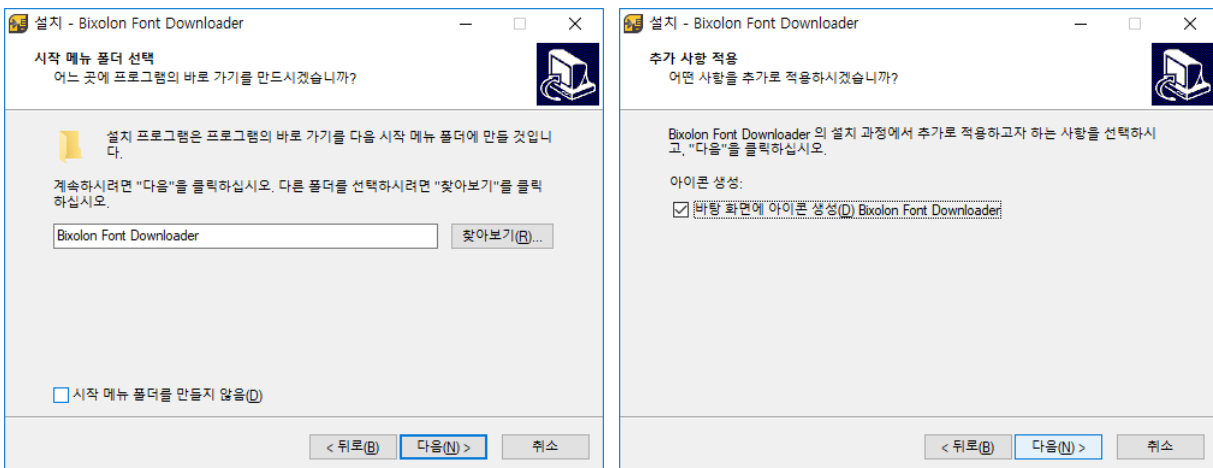 설치 - Bixolon Font Downloader
시작 메뉴 폴더 선택
어느 곳에 프로그램의 바로 가기를 만드시겠습니까?
설치 프로그램은 프로그램의 바로 가기를 다음 시작 메뉴 폴더에 만들 것입니
다.
계속하시려면 "다음"을 클릭하십시오. 다른 폴더를 선택하시려면 "찾아보기"를 클릭
하십시오.
Bixolon Font Downloader
찾아보기(R)...
시작 메뉴 폴더를 만들지 않음(D)
< 뒤로(B)
다음(N) >
취소
설치 - Bixolon Font Downloader
추가 사항 적용
어떤 사항을 추가로 적용하시겠습니까?
Bixolon Font Downloader 의 설치 과정에서 추가로 적용하고자 하는 사항을 선택하시
고, "다음"을 클릭하십시오.
아이콘 생성:
바탕 화면에 아이콘 생성(D) Bixolon Font Downloader
< 뒤로(B)
다음(N) >
취소